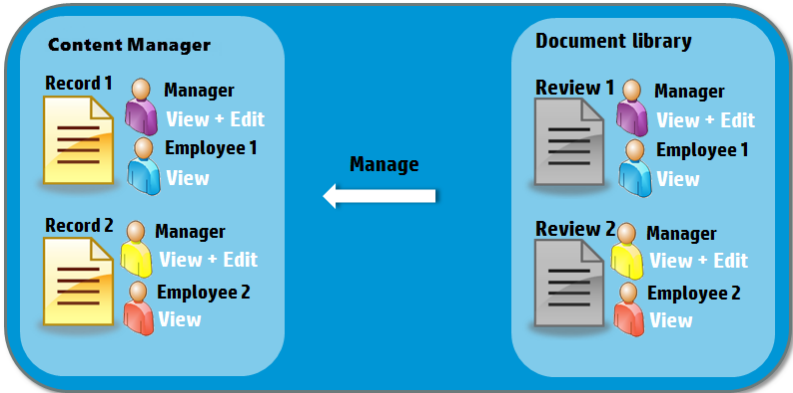 Content Manager
Record 1
Manager
View + Edit
Employee 1
View
Record 2
Manager
View + Edit
Employee 2
View
Manage
Document library
Review 1
Manager
View + Edit
Employee 1
View
Review 2
Manager
View + Edit
Employee 2
View